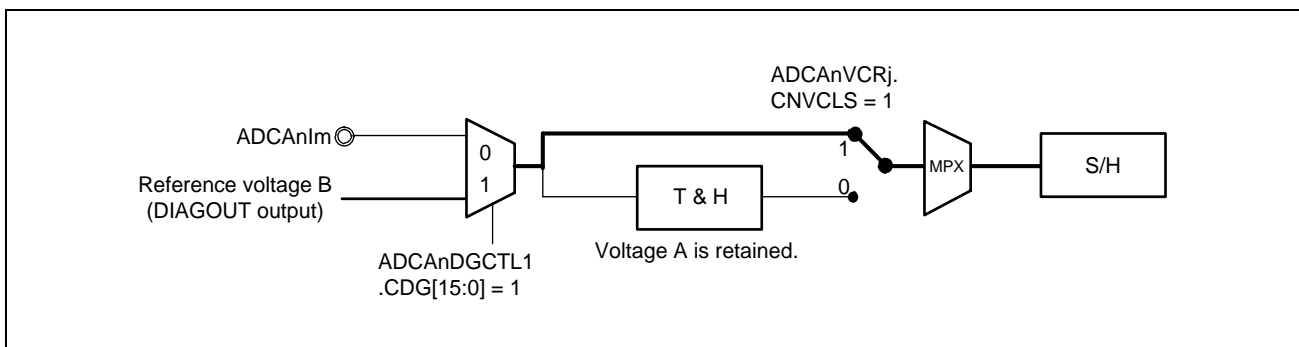 ADCAnVCRj.
CNVCLS = 1
ADCAnIm
0
1
Reference voltage B
(DIAGOUT output)
1
0
MPX
S/H
T & H
Voltage A is retained.
ADCAnDGCTL1
.CDG[15:0] = 1